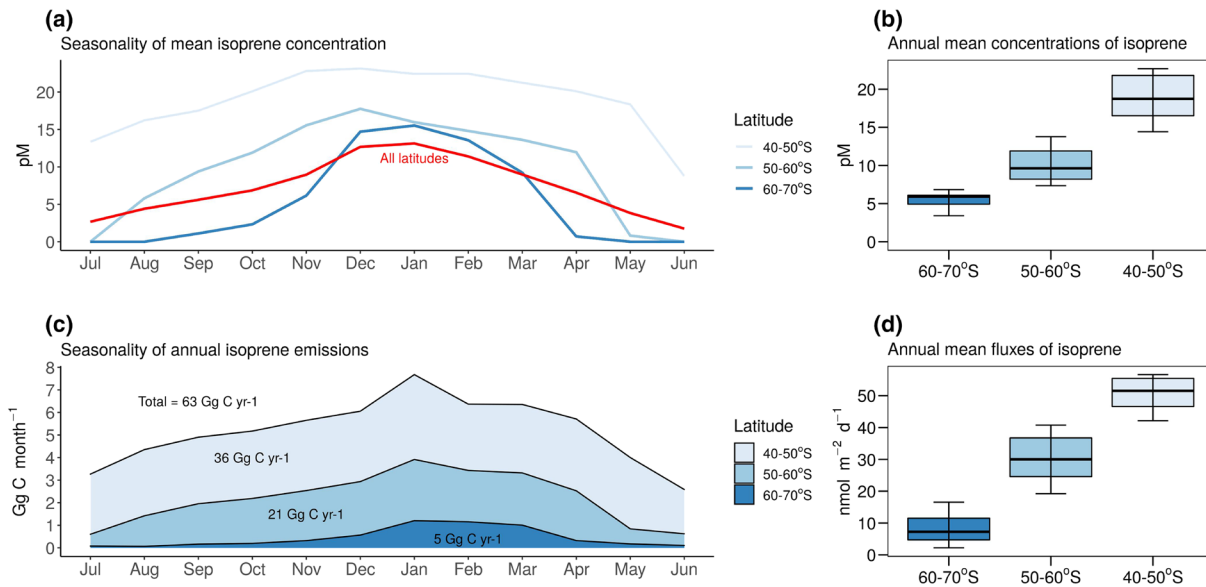 (a)
Seasonality of mean isoprene concentration
pM
20
15
10
5
0
All latitudes
Jul Aug Sep Oct Nov Dec Jan Feb Mar Apr May Jun
Latitude
40-50°S
50-60°S
60-70°S
(b)
Annual mean concentrations of isoprene
pM
20
15
10
5
0
60-70°S 50-60°S 40-50°S
(c)
Seasonality of annual isoprene emissions
Gg C month⁻¹
8
7
6
5
4
3
2
1
0
Total = 63 Gg C yr-1
36 Gg C yr-1
21 Gg C yr-1
5 Gg C yr-1
Jul Aug Sep Oct Nov Dec Jan Feb Mar Apr May Jun
Latitude
40-50°S
50-60°S
60-70°S
(d)
Annual mean fluxes of isoprene
nmol m⁻² d⁻¹
50
40
30
20
10
0
60-70°S 50-60°S 40-50°S